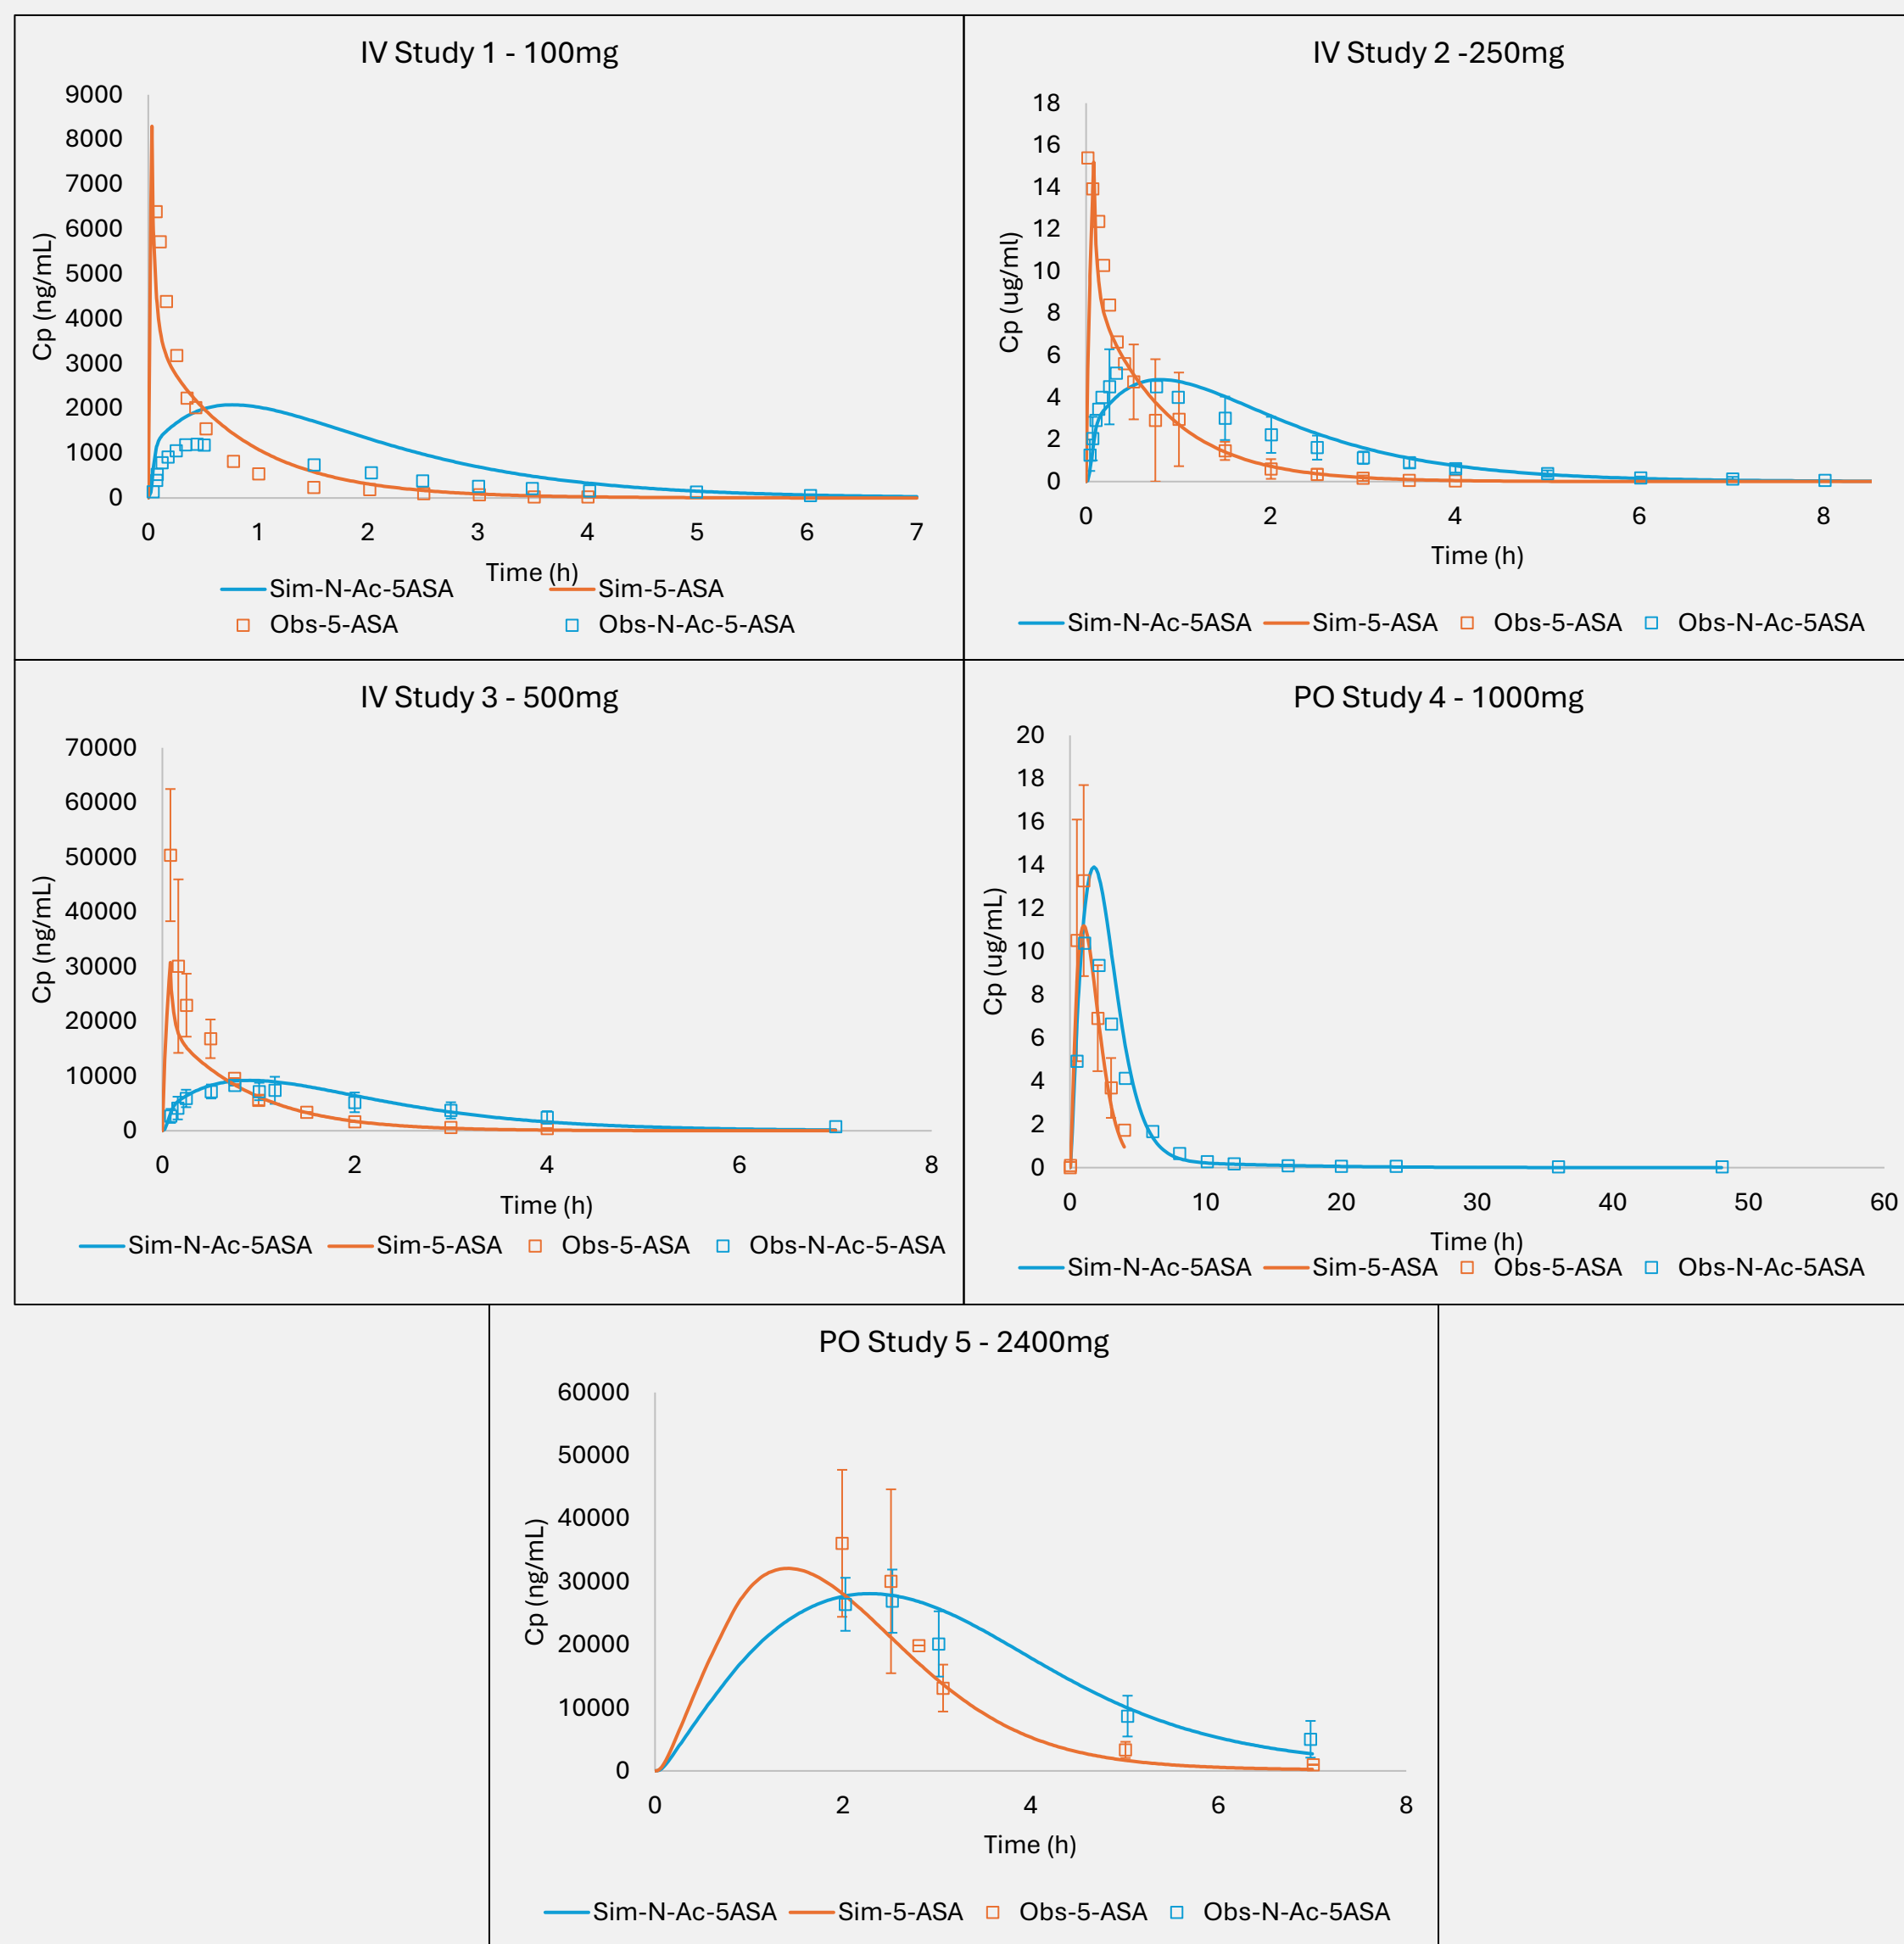 IV Study 1 - 100mg
9000
8000
7000
6000
5000
4000
3000
2000
1000
0
Cp (ng/mL)
0 1 2 3 4 5 6 7
Time (h)
Sim-N-Ac-5ASA Sim-5-ASA
Obs-5-ASA Obs-N-Ac-5-ASA
IV Study 2 -250mg
18
16
14
12
10
8
6
4
2
0
Cp (ug/ml)
0 2 4 6 8
Time (h)
Sim-N-Ac-5ASA Sim-5-ASA Obs-5-ASA Obs-N-Ac-5ASA
IV Study 3 - 500mg
70000
60000
50000
40000
30000
20000
10000
0
Cp (ng/mL)
0 2 4 6 8
Time (h)
Sim-N-Ac-5ASA Sim-5-ASA Obs-5-ASA Obs-N-Ac-5-ASA
PO Study 4 - 1000mg
20
18
16
14
12
10
8
6
4
2
0
Cp (ug/mL)
0 10 20 30 40 50 60
Time (h)
Sim-N-Ac-5ASA Sim-5-ASA Obs-5-ASA Obs-N-Ac-5ASA
PO Study 5 - 2400mg
60000
50000
40000
30000
20000
10000
0
Cp (ng/mL)
0 2 4 6 8
Time (h)
Sim-N-Ac-5ASA Sim-5-ASA Obs-5-ASA Obs-N-Ac-5ASA